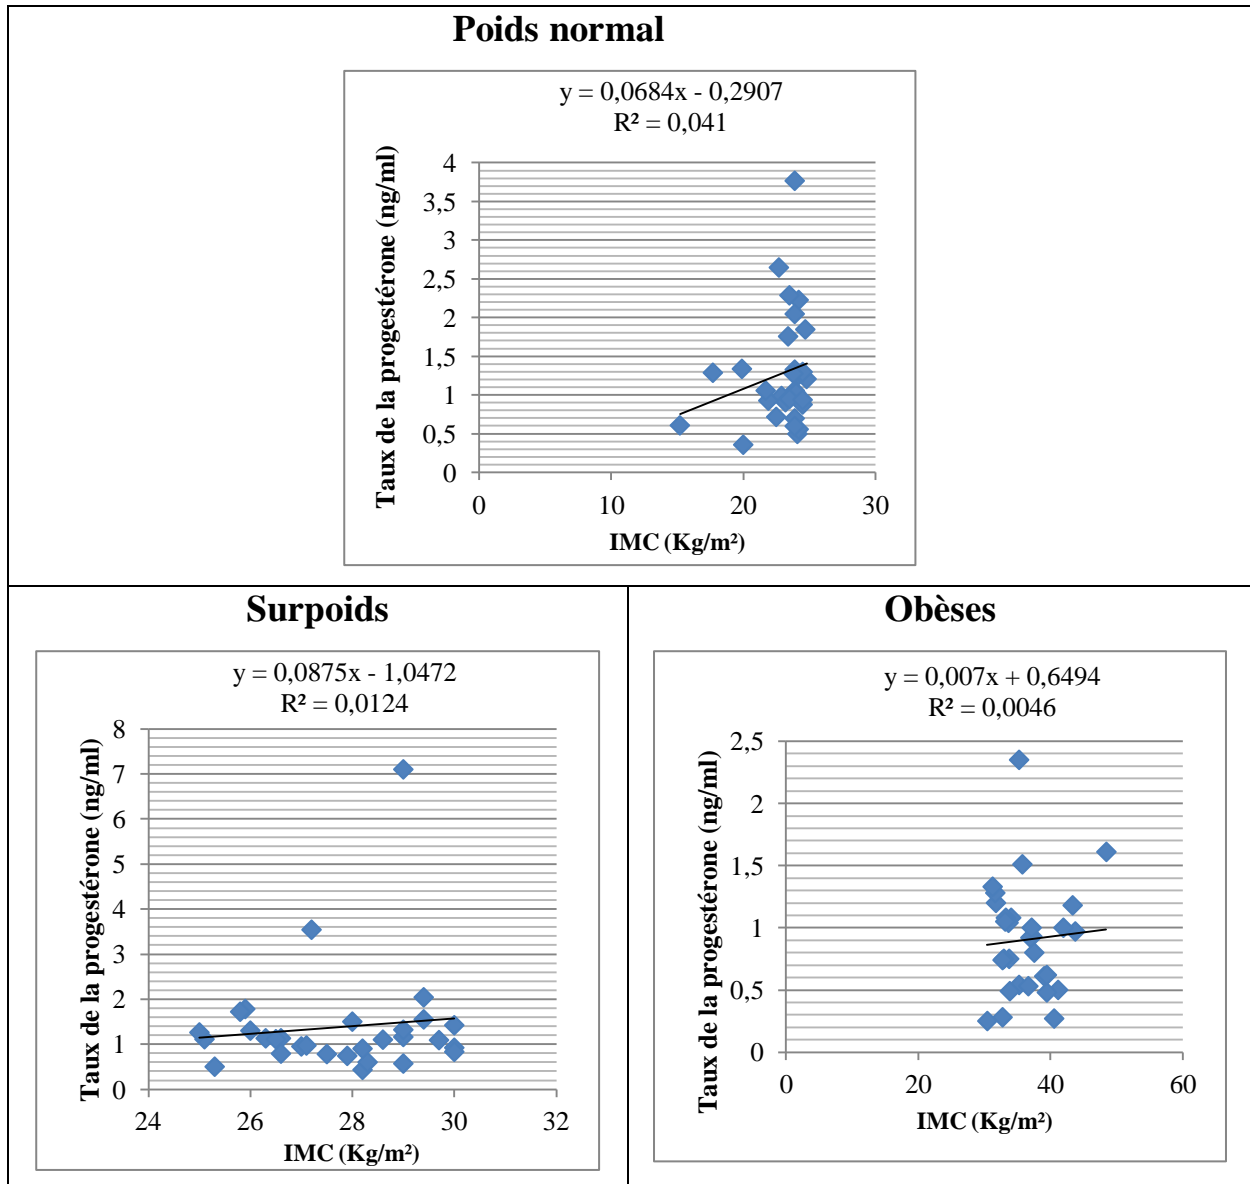 Poids normal
y = 0,0684x - 0,2907
R² = 0,041
Taux de la progestérone (ng/ml)
4
3,5
3
2,5
2
1,5
1
0,5
0
0 10 20 30
IMC (Kg/m²)
Surpoids
y = 0,0875x - 1,0472
R² = 0,0124
Taux de la progestérone (ng/ml)
8
7
6
5
4
3
2
1
0
24 26 28 30 32
IMC (Kg/m²)
Obèses
y = 0,007x + 0,6494
R² = 0,0046
Taux de la progestérone (ng/ml)
2,5
2
1,5
1
0,5
0
0 20 40 60
IMC (Kg/m²)